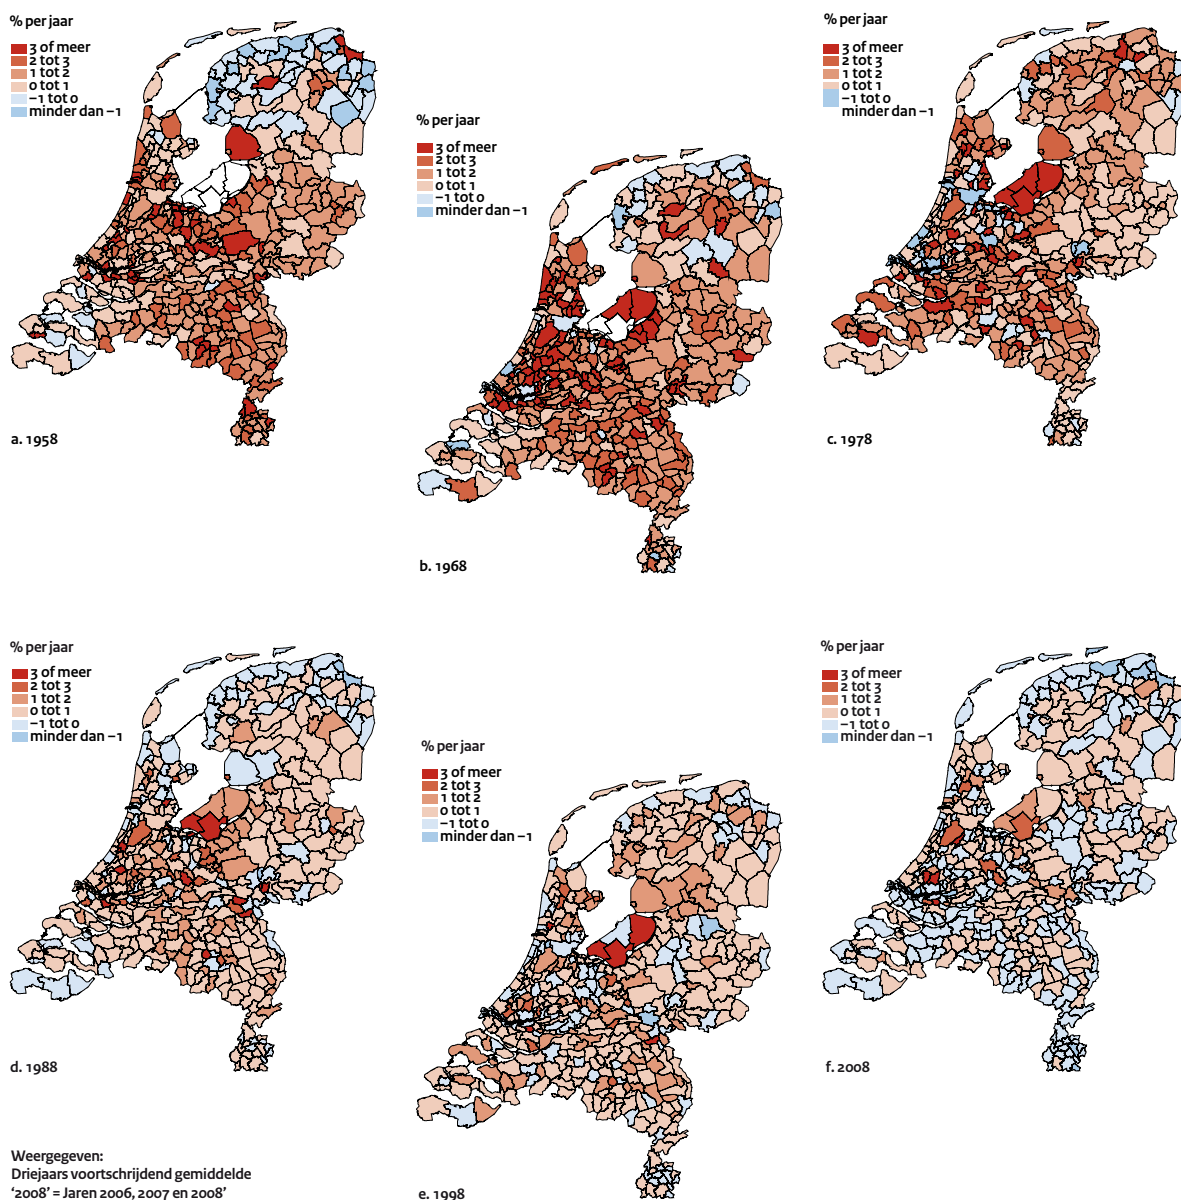 % per jaar
3 of meer
2 tot 3
1 tot 2
0 tot 1
−1 tot 0
minder dan −1
a. 1958
% per jaar
3 of meer
2 tot 3
1 tot 2
0 tot 1
−1 tot 0
minder dan −1
b. 1968
% per jaar
3 of meer
2 tot 3
1 tot 2
0 tot 1
−1 tot 0
minder dan −1
c. 1978
% per jaar
3 of meer
2 tot 3
1 tot 2
0 tot 1
−1 tot 0
minder dan −1
d. 1988
% per jaar
3 of meer
2 tot 3
1 tot 2
0 tot 1
−1 tot 0
minder dan −1
e. 1998
% per jaar
3 of meer
2 tot 3
1 tot 2
0 tot 1
−1 tot 0
minder dan −1
f. 2008
Weergegeven:
Driejaars voortschrijdend gemiddelde
‘2008’ = Jaren 2006, 2007 en 2008’